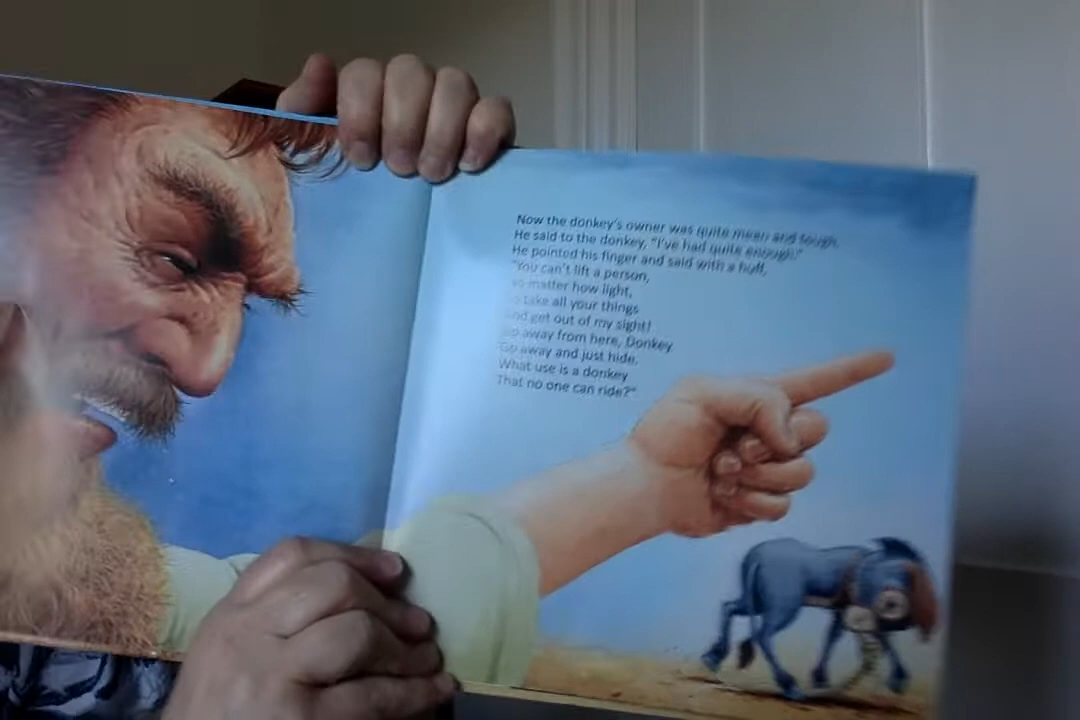 Now the donkey's owner was quite mean and tough.
He said to the donkey, "I've had quite enough!"
He pointed his finger and said with a huff,
"You can't lift a person,
no matter how light,
So take all your things
And get out of my sight!
Go away from here, Donkey
Go away and just hide.
What use is a donkey
That no one can ride?"